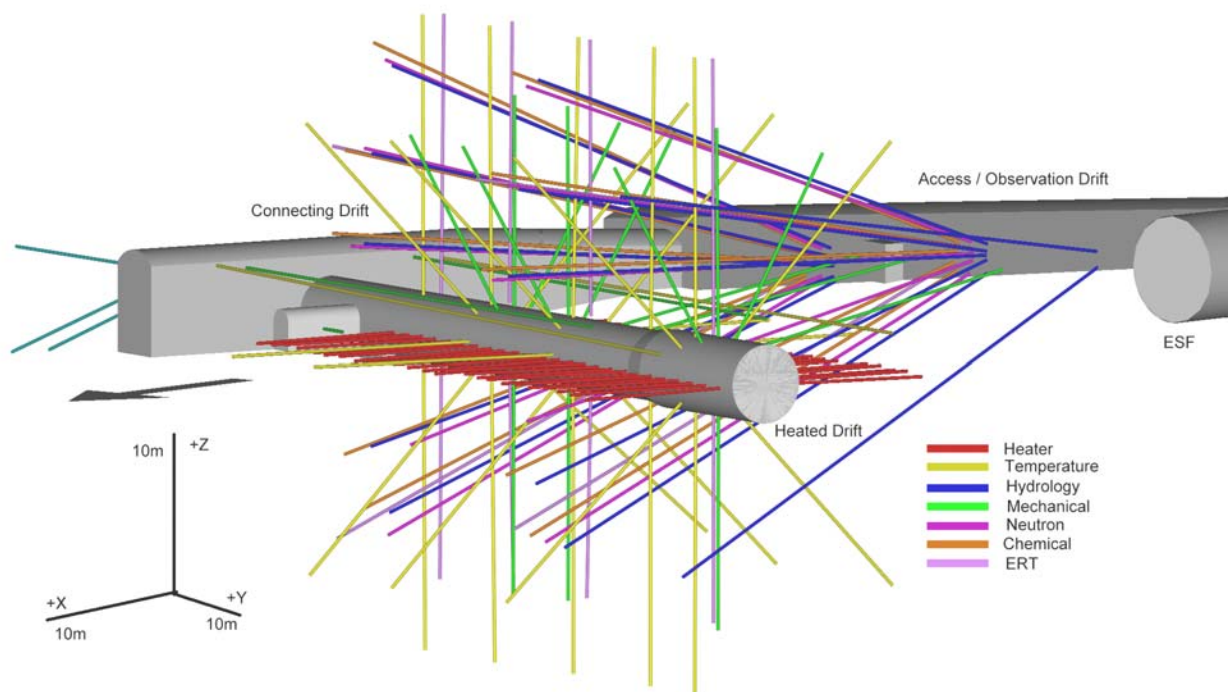 Access / Observation Drift
Connecting Drift
ESF
Heated Drift
10m
+Z
+X
10m
+Y
10m
Heater
Temperature
Hydrology
Mechanical
Neutron
Chemical
ERT